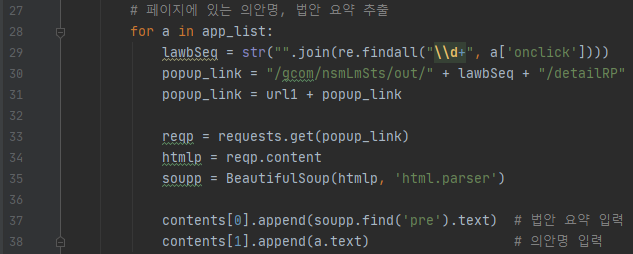 27 # 페이지에 있는 의안명, 법안 요약 추출
28 for a in app_list:
29 lawbSeq = str("".join(re.findall("\\d+", a['onclick'])))
30 popup_link = "/gcom/nsmLmSts/out/" + lawbSeq + "/detailRP"
31 popup_link = url1 + popup_link
32
33 reqp = requests.get(popup_link)
34 htmlp = reqp.content
35 soupp = BeautifulSoup(htmlp, 'html.parser')
36
37 contents[0].append(soupp.find('pre').text) # 법안 요약 입력
38 contents[1].append(a.text) # 의안명 입력